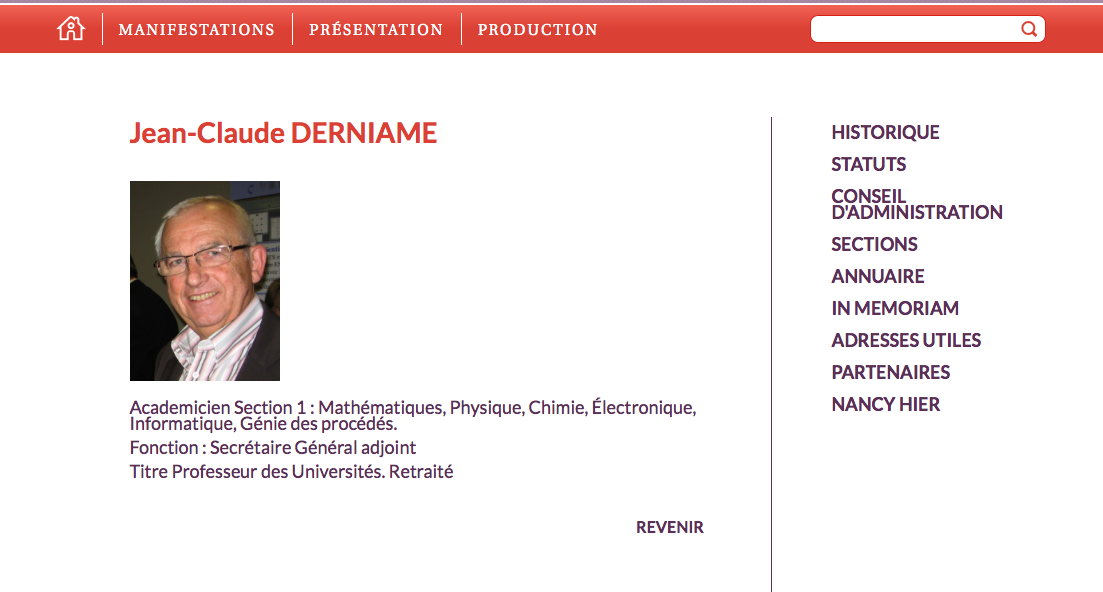 MANIFESTATIONS
PRÉSENTATION
PRODUCTION
Jean-Claude DERNIAME
Academicien Section 1 : Mathématiques, Physique, Chimie, Électronique,
Informatique, Génie des procédés.
Fonction : Secrétaire Général adjoint
Titre Professeur des Universités. Retraité
REVENIR
HISTORIQUE
STATUTS
CONSEIL
D'ADMINISTRATION
SECTIONS
ANNUAIRE
IN MEMORIAM
ADRESSES UTILES
PARTENAIRES
NANCY HIER